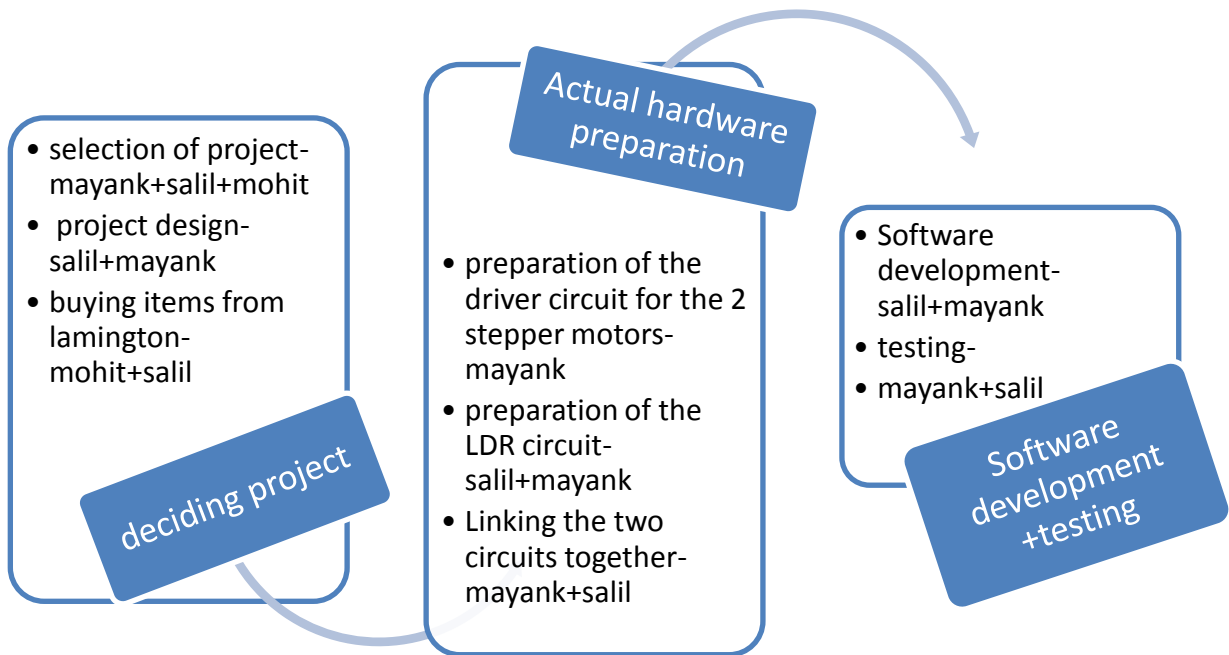 • selection of project-
mayank+salil+mohit
• project design-
salil+mayank
• buying items from
lamington-
mohit+salil
deciding project
Actual hardware
preparation
• preparation of the
driver circuit for the 2
stepper motors-
mayank
• preparation of the
LDR circuit-
salil+mayank
• Linking the two
circuits together-
mayank+salil
• Software
development-
salil+mayank
• testing-
• mayank+salil
Software
development
+testing